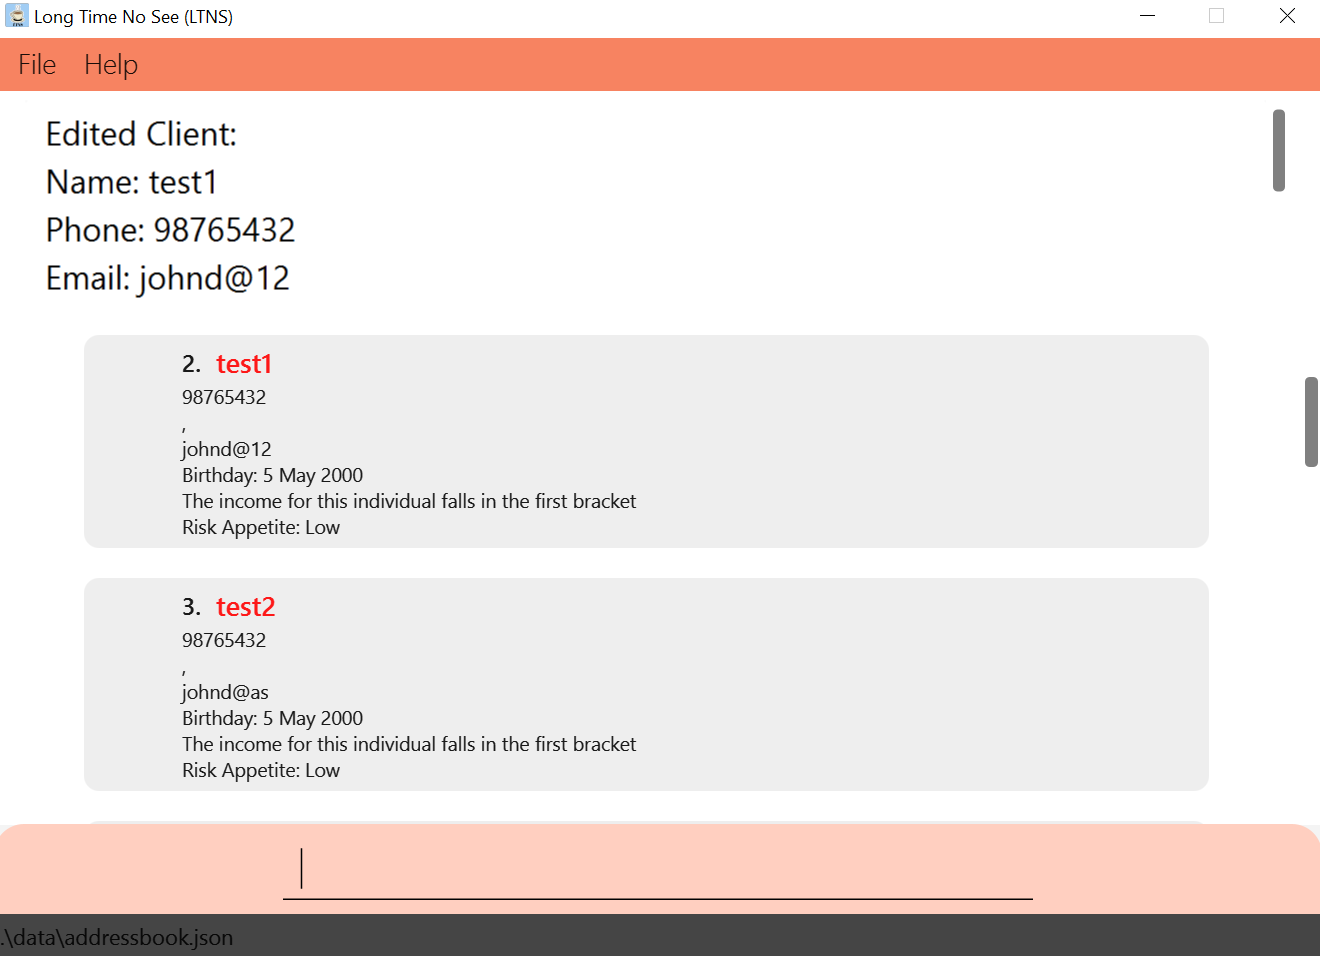 Long Time No See (LTNS)
File Help
Edited Client:
Name: test1
Phone: 98765432
Email: johnd@12
2. test1
98765432
,
johnd@12
Birthday: 5 May 2000
The income for this individual falls in the first bracket
Risk Appetite: Low
3. test2
98765432
,
johnd@as
Birthday: 5 May 2000
The income for this individual falls in the first bracket
Risk Appetite: Low
.\data\addressbook.json